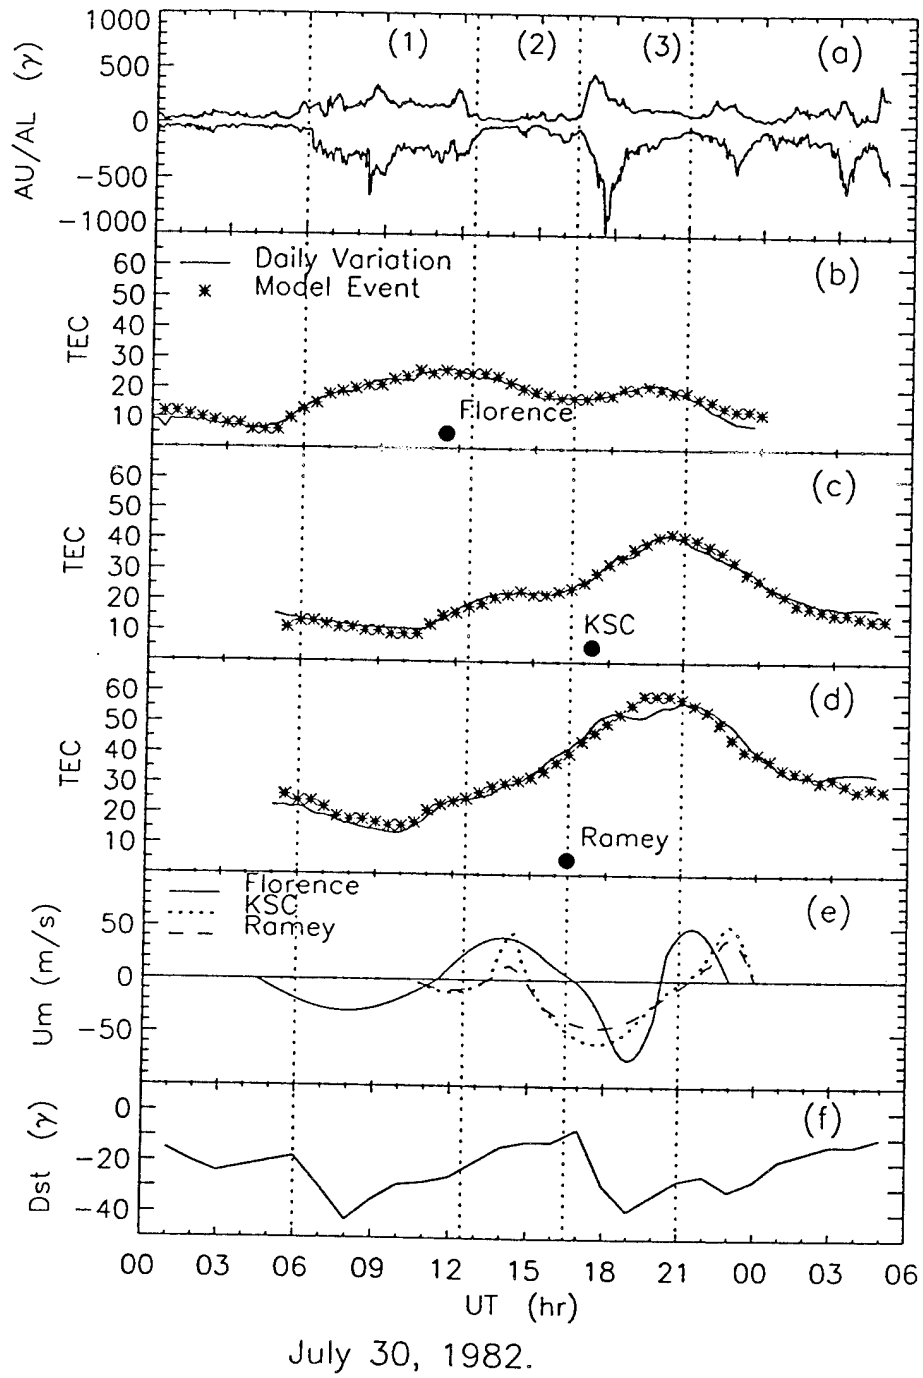 1000
500
0
−500
−1000
AU/AL (γ)
(1)
(2)
(3)
(a)
60
50
40
30
20
10
TEC
Daily Variation
Model Event
(b)
Florence
60
50
40
30
20
10
TEC
(c)
KSC
60
50
40
30
20
10
TEC
(d)
Ramey
Florence
KSC
Ramey
(e)
50
0
−50
Um (m/s)
0
−20
−40
Dst (γ)
(f)
00 03 06 09 12 15 18 21 00 03 06
UT (hr)
July 30, 1982.